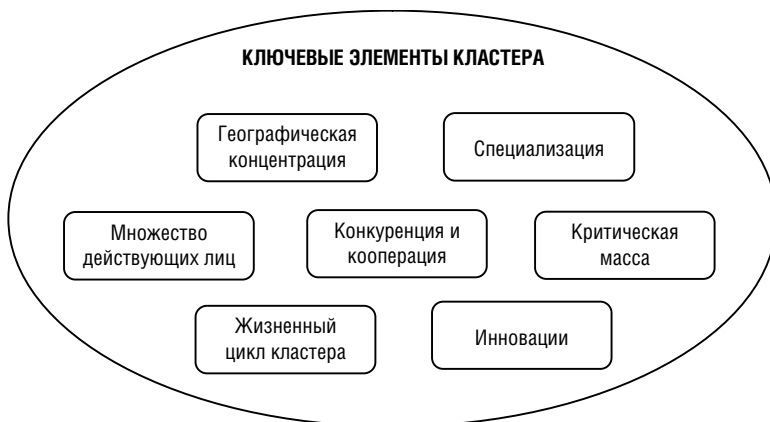 КЛЮЧЕВЫЕ ЭЛЕМЕНТЫ КЛАСТЕРА
Географическая
концентрация
Специализация
Множество
действующих лиц
Конкуренция и
кооперация
Критическая
масса
Жизненный
цикл кластера
Инновации